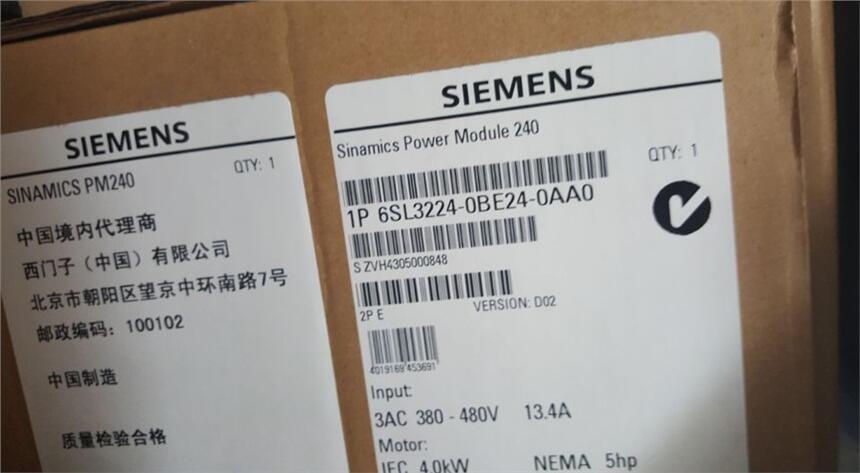 SIEMENS
SINAMICS PM240
QTY: 1
中国境内代理商
西门子（中国）有限公司
北京市朝阳区望京中环南路7号
邮政编码：100102
中国制造
质量检验合格
SIEMENS
Sinamics Power Module 240
QTY: 1
1P 6SL3224-0BE24-0AA0
S ZVH4305000848
2P E
VERSION: D02
4019169 453691
Input:
3AC 380 - 480V 13.4A
Motor:
IEC 4.0kW NEMA 5hp